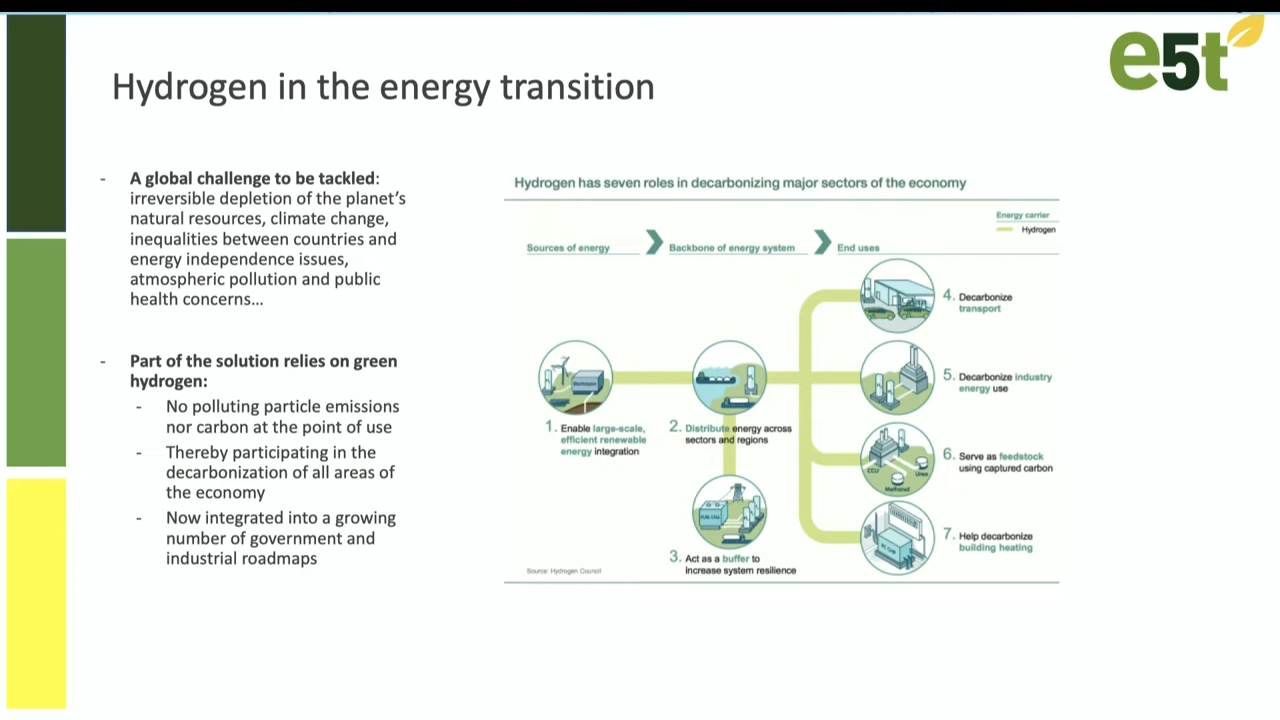 e5t
Hydrogen in the energy transition
- A global challenge to be tackled:
irreversible depletion of the planet's
natural resources, climate change,
inequalities between countries and
energy independence issues,
atmospheric pollution and public
health concerns...
- Part of the solution relies on green
hydrogen:
- No polluting particle emissions
nor carbon at the point of use
- Thereby participating in the
decarbonization of all areas of
the economy
- Now integrated into a growing
number of government and
industrial roadmaps
Hydrogen has seven roles in decarbonizing major sectors of the economy
Energy carrier
Hydrogen
Sources of energy
Backbone of energy system
End uses
1. Enable large-scale,
efficient renewable
energy integration
2. Distribute energy across
sectors and regions
FUEL CELL
3. Act as a buffer to
increase system resilience
4. Decarbonize
transport
5. Decarbonize industry
energy use
CCU
Urea
Methanol
6. Serve as feedstock
using captured carbon
7. Help decarbonize
building heating
Source: Hydrogen Council